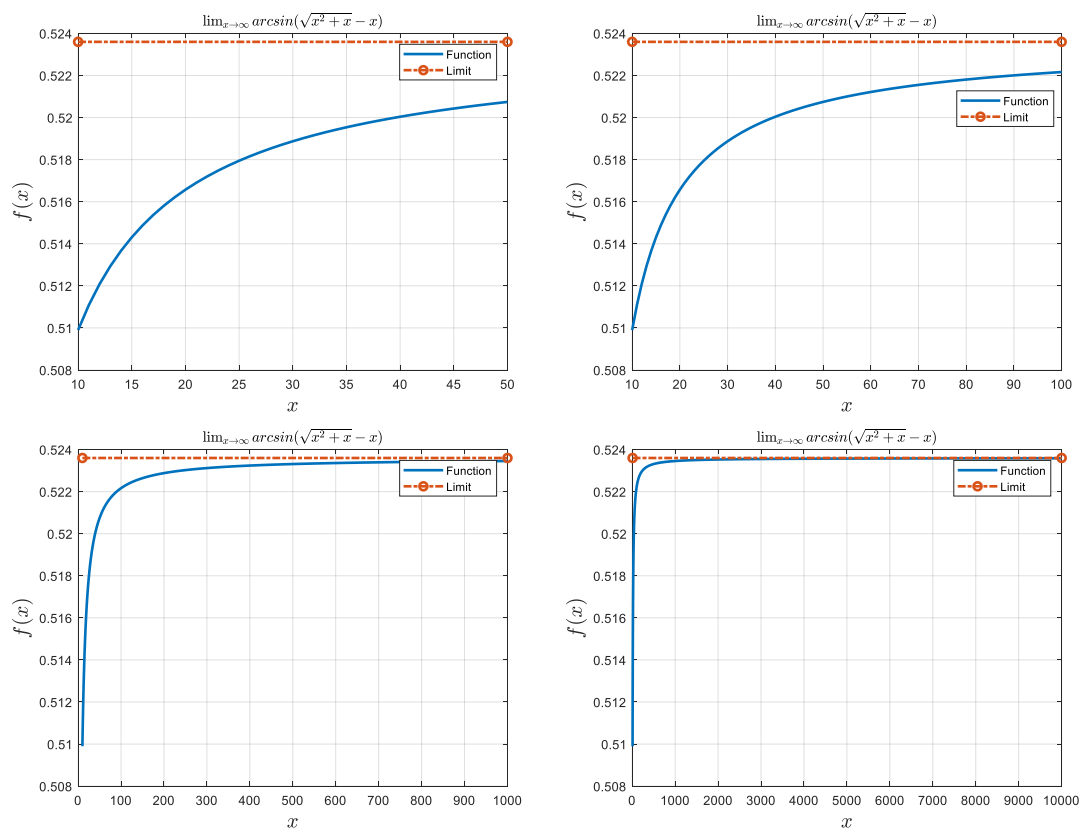 lim_{x→∞} arcsin(√(x² + x) − x)
0.524
0.522
0.52
0.518
0.516
0.514
0.512
0.51
0.508
f(x)
Function
Limit
10 15 20 25 30 35 40 45 50
x
lim_{x→∞} arcsin(√(x² + x) − x)
0.524
0.522
0.52
0.518
0.516
0.514
0.512
0.51
0.508
f(x)
Function
Limit
10 20 30 40 50 60 70 80 90 100
x
lim_{x→∞} arcsin(√(x² + x) − x)
0.524
0.522
0.52
0.518
0.516
0.514
0.512
0.51
0.508
f(x)
Function
Limit
0 100 200 300 400 500 600 700 800 900 1000
x
lim_{x→∞} arcsin(√(x² + x) − x)
0.524
0.522
0.52
0.518
0.516
0.514
0.512
0.51
0.508
f(x)
Function
Limit
0 1000 2000 3000 4000 5000 6000 7000 8000 9000 10000
x